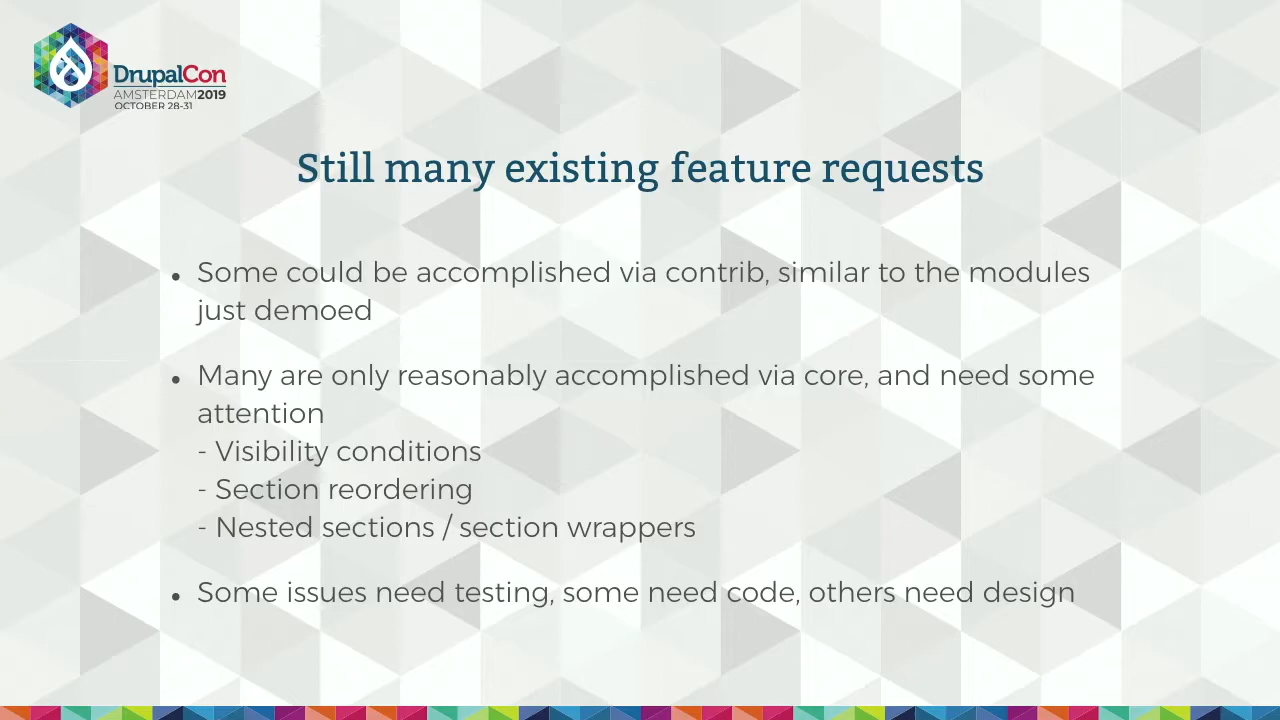 DrupalCon
AMSTERDAM2019
OCTOBER 28-31
Still many existing feature requests
• Some could be accomplished via contrib, similar to the modules
just demoed
• Many are only reasonably accomplished via core, and need some
attention
- Visibility conditions
- Section reordering
- Nested sections / section wrappers
• Some issues need testing, some need code, others need design